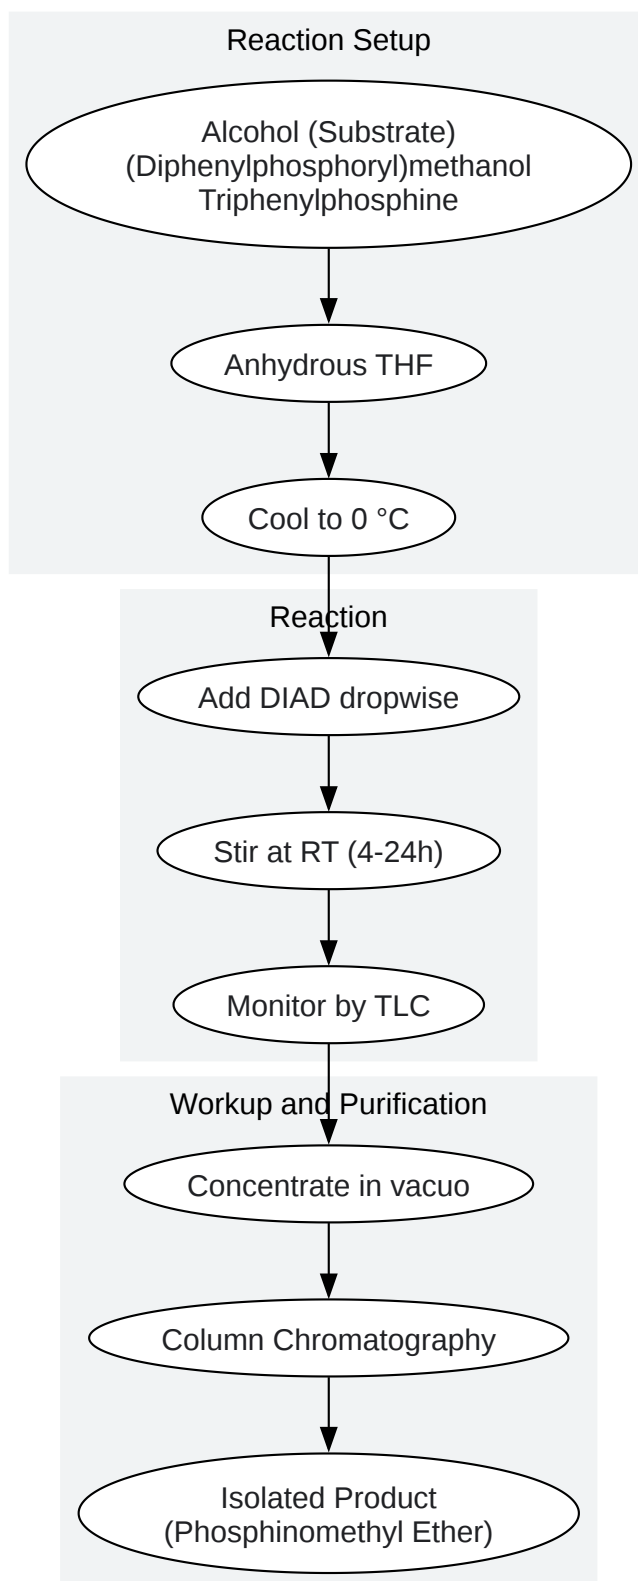 Reaction Setup
Alcohol (Substrate)
(Diphenylphosphoryl)methanol
Triphenylphosphine
Anhydrous THF
Cool to 0 °C
Reaction
Add DIAD dropwise
Stir at RT (4-24h)
Monitor by TLC
Workup and Purification
Concentrate in vacuo
Column Chromatography
Isolated Product
(Phosphinomethyl Ether)